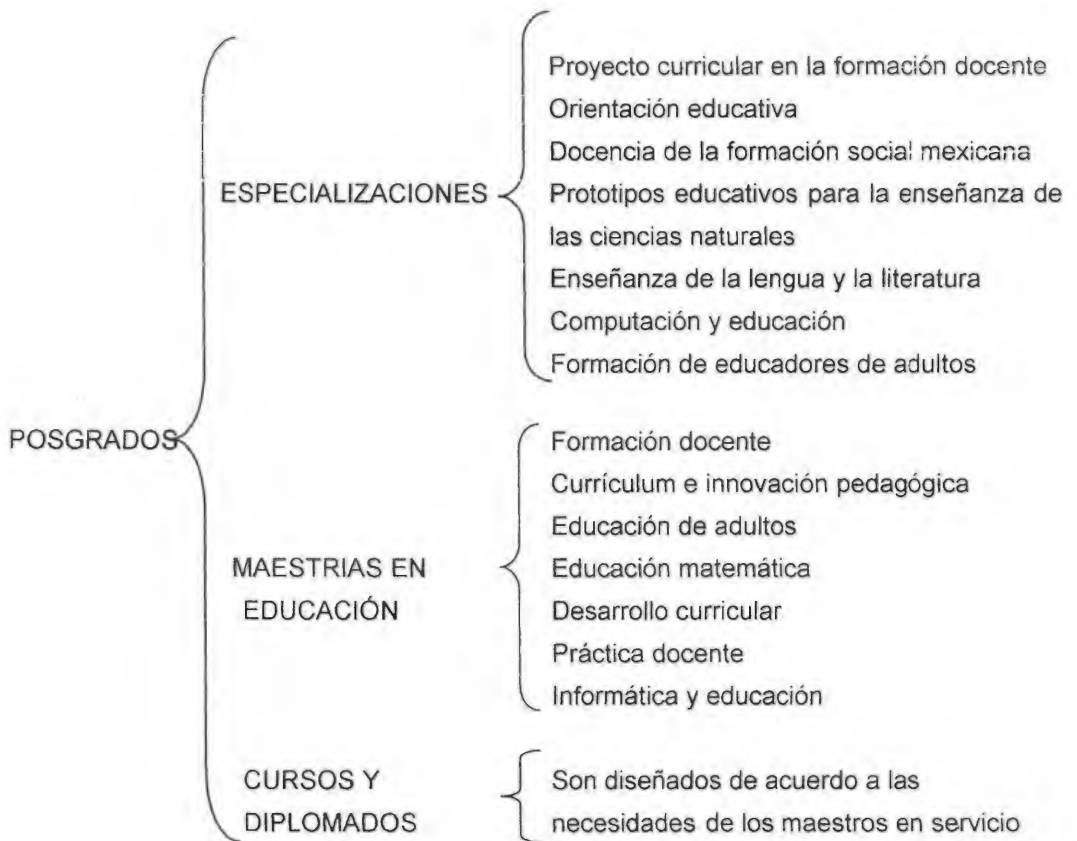 POSGRADOS
ESPECIALIZACIONES
Proyecto curricular en la formación docente
Orientación educativa
Docencia de la formación social mexicana
Prototipos educativos para la enseñanza de
las ciencias naturales
Enseñanza de la lengua y la literatura
Computación y educación
Formación de educadores de adultos
MAESTRIAS EN
EDUCACIÓN
Formación docente
Currículum e innovación pedagógica
Educación de adultos
Educación matemática
Desarrollo curricular
Práctica docente
Informática y educación
CURSOS Y
DIPLOMADOS
Son diseñados de acuerdo a las
necesidades de los maestros en servicio